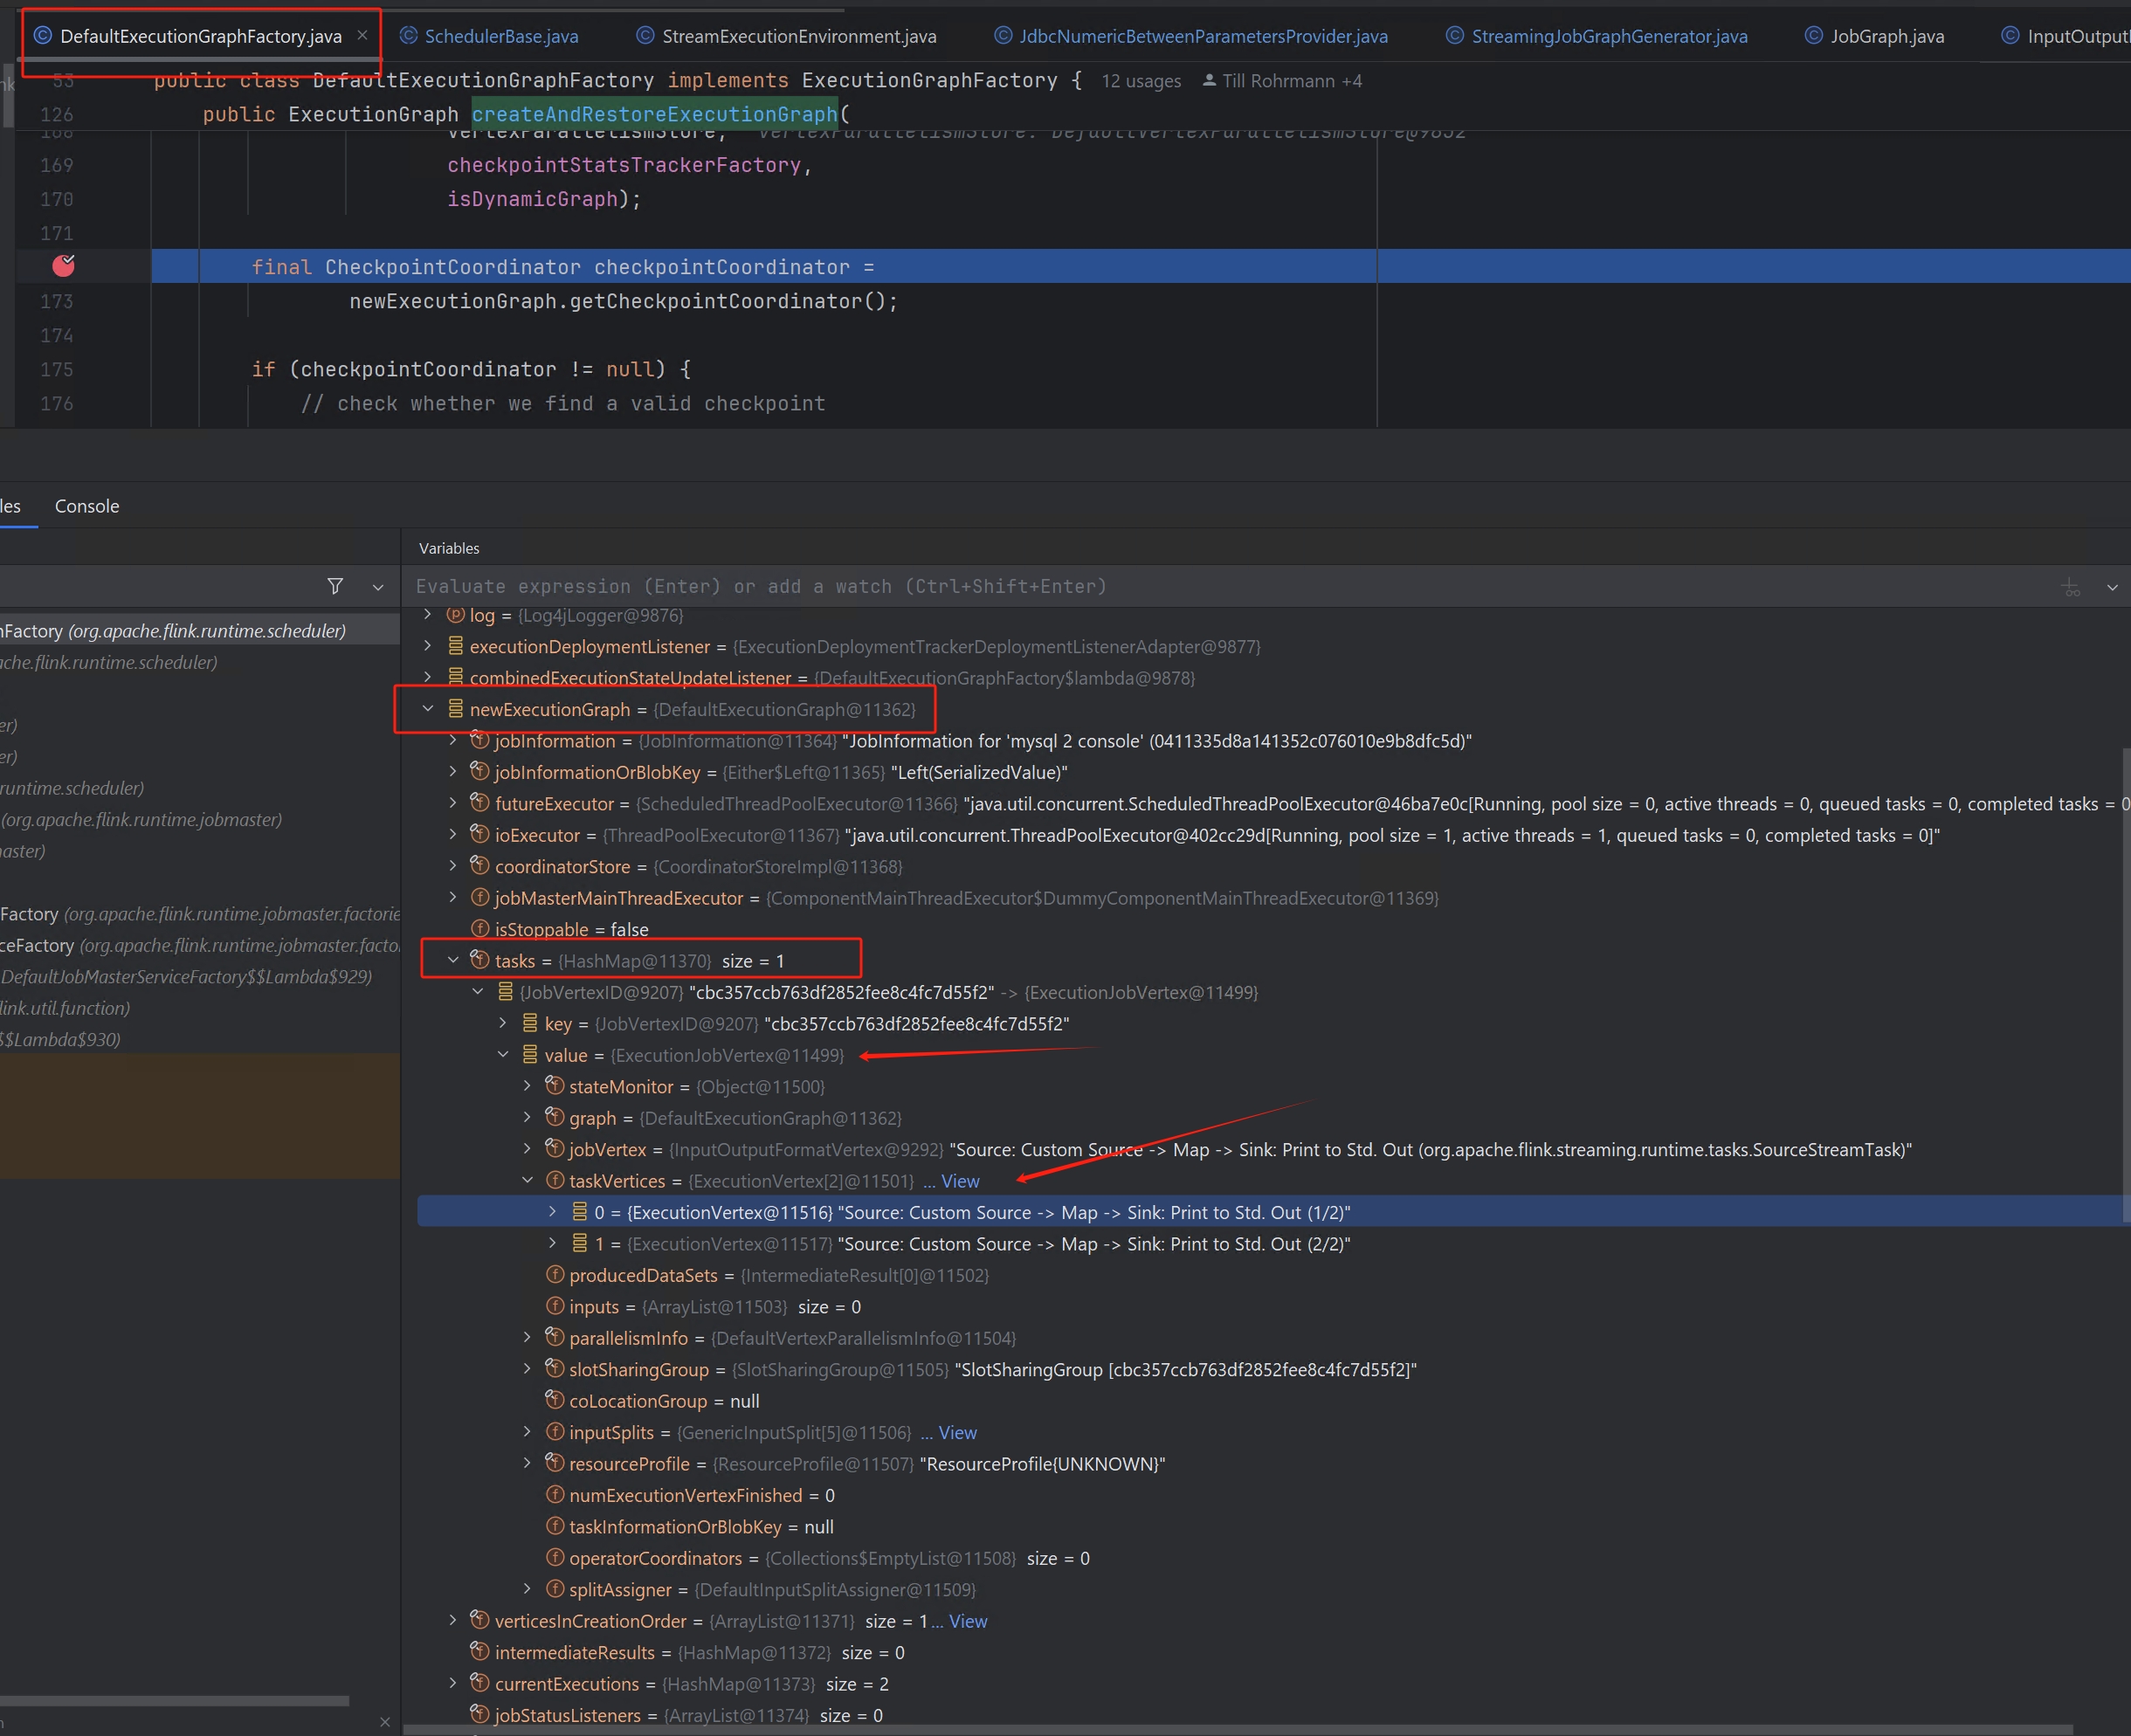 DefaultExecutionGraphFactory.java SchedulerBase.java StreamExecutionEnvironment.java JdbcNumericBetweenParametersProvider.java StreamingJobGraphGenerator.java JobGraph.java InputOutput
53 public class DefaultExecutionGraphFactory implements ExecutionGraphFactory { 12 usages Till Rohrmann +4
126 public ExecutionGraph createAndRestoreExecutionGraph(
168 vertexParallelismStore, vertexParallelismStore: DefaultVertexParallelismStore@9852
169 checkpointStatsTrackerFactory,
170 isDynamicGraph);
171
final CheckpointCoordinator checkpointCoordinator =
173 newExecutionGraph.getCheckpointCoordinator();
174
175 if (checkpointCoordinator != null) {
176 // check whether we find a valid checkpoint
les Console
Variables
Evaluate expression (Enter) or add a watch (Ctrl+Shift+Enter)
nFactory (org.apache.flink.runtime.scheduler)
ache.flink.runtime.scheduler)
er)
er)
runtime.scheduler)
(org.apache.flink.runtime.jobmaster)
naster)
Factory (org.apache.flink.runtime.jobmaster.factorie
ceFactory (org.apache.flink.runtime.jobmaster.facto
DefaultJobMasterServiceFactory$$Lambda$929)
link.util.function)
$$Lambda$930)
log = {Log4jLogger@9876}
executionDeploymentListener = {ExecutionDeploymentTrackerDeploymentListenerAdapter@9877}
combinedExecutionStateUpdateListener = {DefaultExecutionGraphFactory$lambda@9878}
newExecutionGraph = {DefaultExecutionGraph@11362}
jobInformation = {JobInformation@11364} "JobInformation for 'mysql 2 console' (0411335d8a141352c076010e9b8dfc5d)"
jobInformationOrBlobKey = {Either$Left@11365} "Left(SerializedValue)"
futureExecutor = {ScheduledThreadPoolExecutor@11366} "java.util.concurrent.ScheduledThreadPoolExecutor@46ba7e0c[Running, pool size = 0, active threads = 0, queued tasks = 0, completed tasks = 0
ioExecutor = {ThreadPoolExecutor@11367} "java.util.concurrent.ThreadPoolExecutor@402cc29d[Running, pool size = 1, active threads = 1, queued tasks = 0, completed tasks = 0]"
coordinatorStore = {CoordinatorStoreImpl@11368}
jobMasterMainThreadExecutor = {ComponentMainThreadExecutor$DummyComponentMainThreadExecutor@11369}
isStoppable = false
tasks = {HashMap@11370} size = 1
{JobVertexID@9207} "cbc357ccb763df2852fee8c4fc7d55f2" -> {ExecutionJobVertex@11499}
key = {JobVertexID@9207} "cbc357ccb763df2852fee8c4fc7d55f2"
value = {ExecutionJobVertex@11499}
stateMonitor = {Object@11500}
graph = {DefaultExecutionGraph@11362}
jobVertex = {InputOutputFormatVertex@9292} "Source: Custom Source -> Map -> Sink: Print to Std. Out (org.apache.flink.streaming.runtime.tasks.SourceStreamTask)"
taskVertices = {ExecutionVertex[2]@11501} ... View
0 = {ExecutionVertex@11516} "Source: Custom Source -> Map -> Sink: Print to Std. Out (1/2)"
1 = {ExecutionVertex@11517} "Source: Custom Source -> Map -> Sink: Print to Std. Out (2/2)"
producedDataSets = {IntermediateResult[0]@11502}
inputs = {ArrayList@11503} size = 0
parallelismInfo = {DefaultVertexParallelismInfo@11504}
slotSharingGroup = {SlotSharingGroup@11505} "SlotSharingGroup [cbc357ccb763df2852fee8c4fc7d55f2]"
coLocationGroup = null
inputSplits = {GenericInputSplit[5]@11506} ... View
resourceProfile = {ResourceProfile@11507} "ResourceProfile{UNKNOWN}"
numExecutionVertexFinished = 0
taskInformationOrBlobKey = null
operatorCoordinators = {Collections$EmptyList@11508} size = 0
splitAssigner = {DefaultInputSplitAssigner@11509}
verticesInCreationOrder = {ArrayList@11371} size = 1 ... View
intermediateResults = {HashMap@11372} size = 0
currentExecutions = {HashMap@11373} size = 2
jobStatusListeners = {ArrayList@11374} size = 0